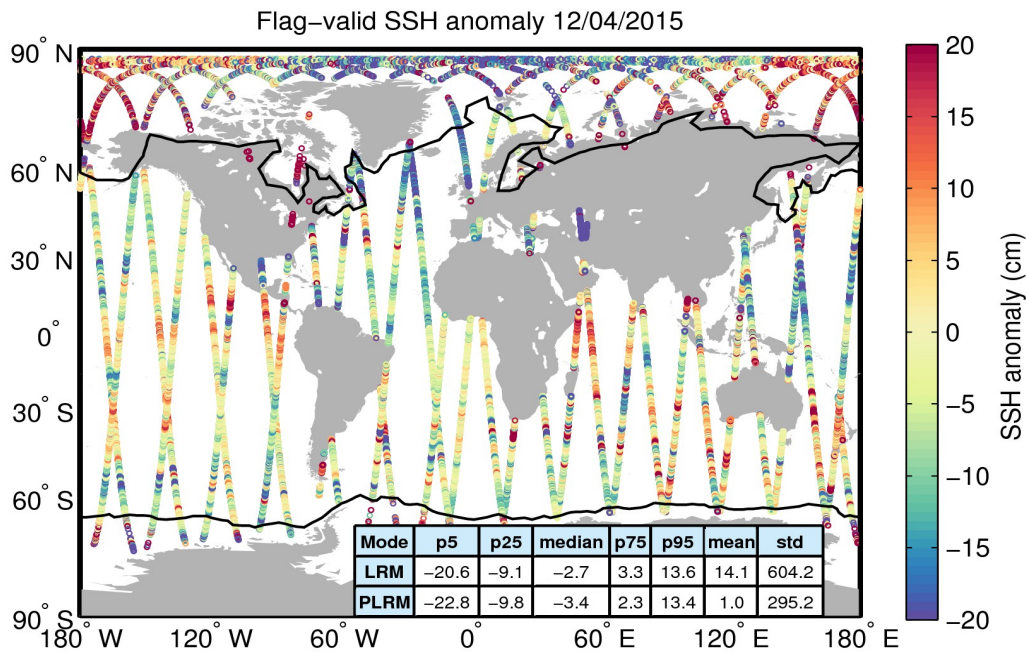 Flag−valid SSH anomaly 12/04/2015
90° N
60° N
30° N
0°
30° S
60° S
90° S
180° W
120° W
60° W
0°
60° E
120° E
180° E
Mode p5 p25 median p75 p95 mean std
LRM −20.6 −9.1 −2.7 3.3 13.6 14.1 604.2
PLRM −22.8 −9.8 −3.4 2.3 13.4 1.0 295.2
20
15
10
5
0
−5
−10
−15
−20
SSH anomaly (cm)